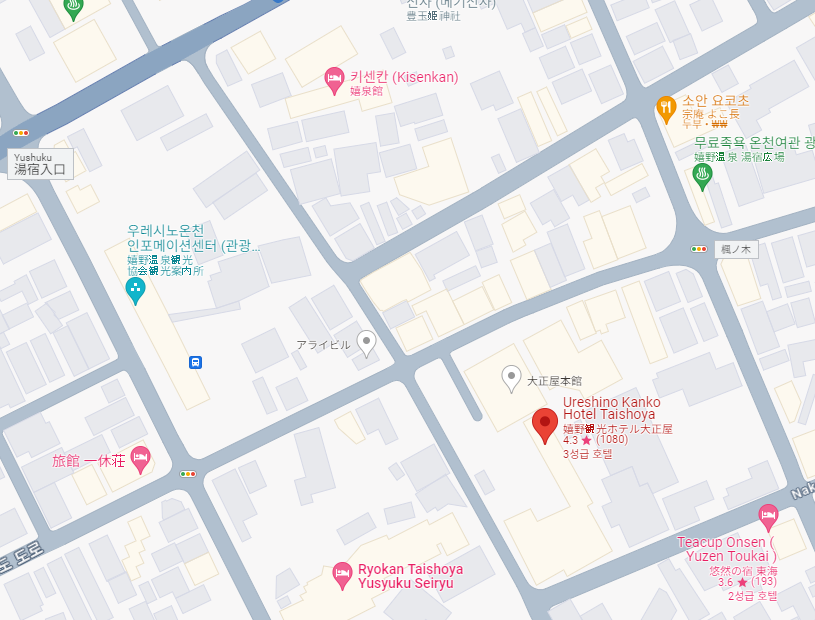 신사 (메기신사)
豊玉姫神社
키센칸 (Kisenkan)
嬉泉館
소안 요코초
宗庵 よこ長
두부・₩₩
무료족욕 온천여관 광
嬉野温泉 湯宿広場
Yushuku
湯宿入口
우레시노온천
인포메이션센터 (관광...
嬉野温泉観光
協会観光案内所
楓ノ木
アライビル
大正屋本館
Ureshino Kanko
Hotel Taishoya
嬉野観光ホテル大正屋
4.3 ★ (1080)
3성급 호텔
旅館 一休荘
Nak
Teacup Onsen (
Yuzen Toukai )
悠然の宿 東海
3.6 ★ (193)
2성급 호텔
도 도로
Ryokan Taishoya
Yusyuku Seiryu